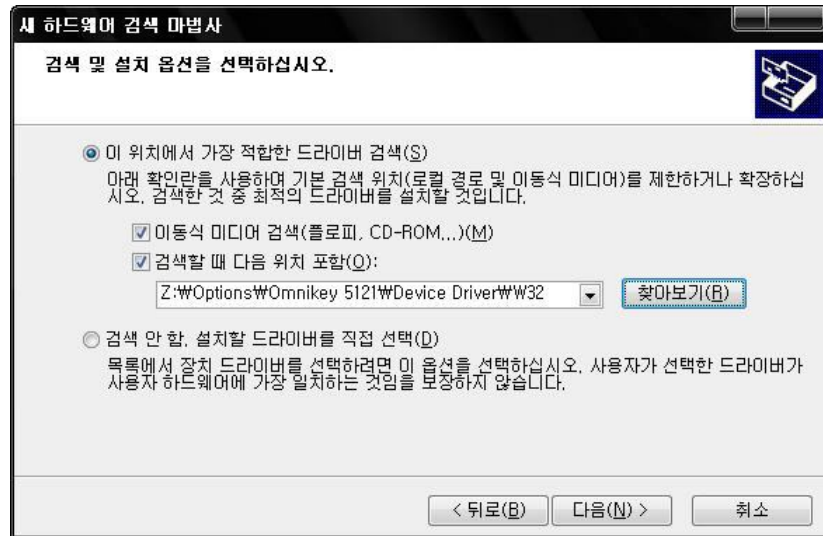 새 하드웨어 검색 마법사
검색 및 설치 옵션을 선택하십시오.
이 위치에서 가장 적합한 드라이버 검색(S)
아래 확인란을 사용하여 기본 검색 위치(로컬 경로 및 이동식 미디어)를 제한하거나 확장하십
시오. 검색한 것 중 최적의 드라이버를 설치할 것입니다.
이동식 미디어 검색(플로피, CD-ROM...)(M)
검색할 때 다음 위치 포함(O):
Z:₩Options₩Omnikey 5121₩Device Driver₩W32
찾아보기(R)
검색 안 함. 설치할 드라이버를 직접 선택(D)
목록에서 장치 드라이버를 선택하려면 이 옵션을 선택하십시오. 사용자가 선택한 드라이버가
사용자 하드웨어에 가장 일치하는 것임을 보장하지 않습니다.
< 뒤로(B) 다음(N) > 취소